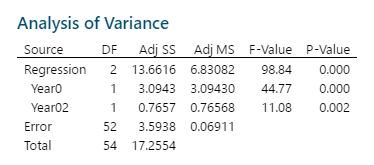 Analysis of Variance
Source DF Adj SS Adj MS F-Value P-Value
Regression 2 13.6616 6.83082 98.84 0.000
Year0 1 3.0943 3.09430 44.77 0.000
Year02 1 0.7657 0.76568 11.08 0.002
Error 52 3.5938 0.06911
Total 54 17.2554